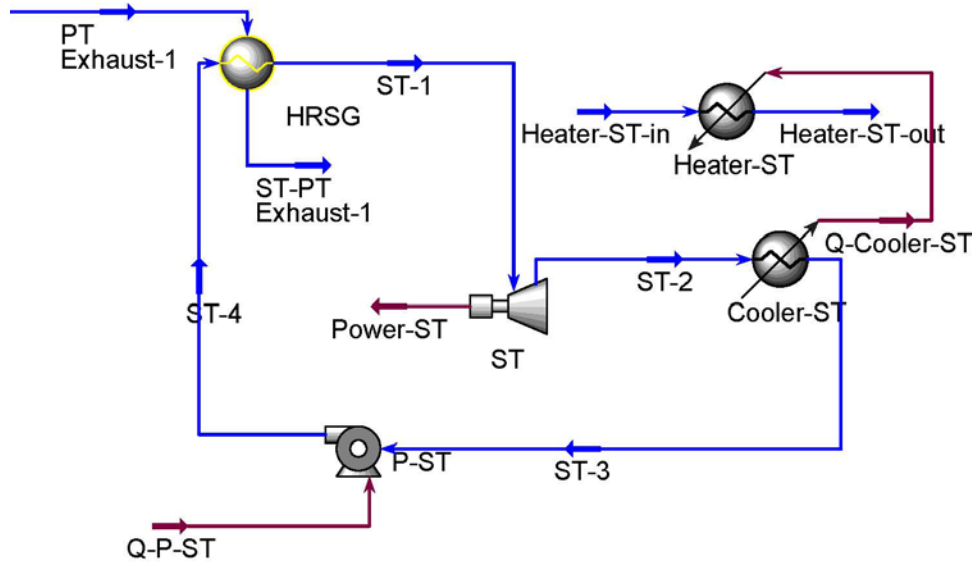 PT
Exhaust-1
ST-1
HRSG
Heater-ST-in
Heater-ST-out
Heater-ST
ST-PT
Exhaust-1
Q-Cooler-ST
ST-2
ST-4
Cooler-ST
Power-ST
ST
P-ST
ST-3
Q-P-ST